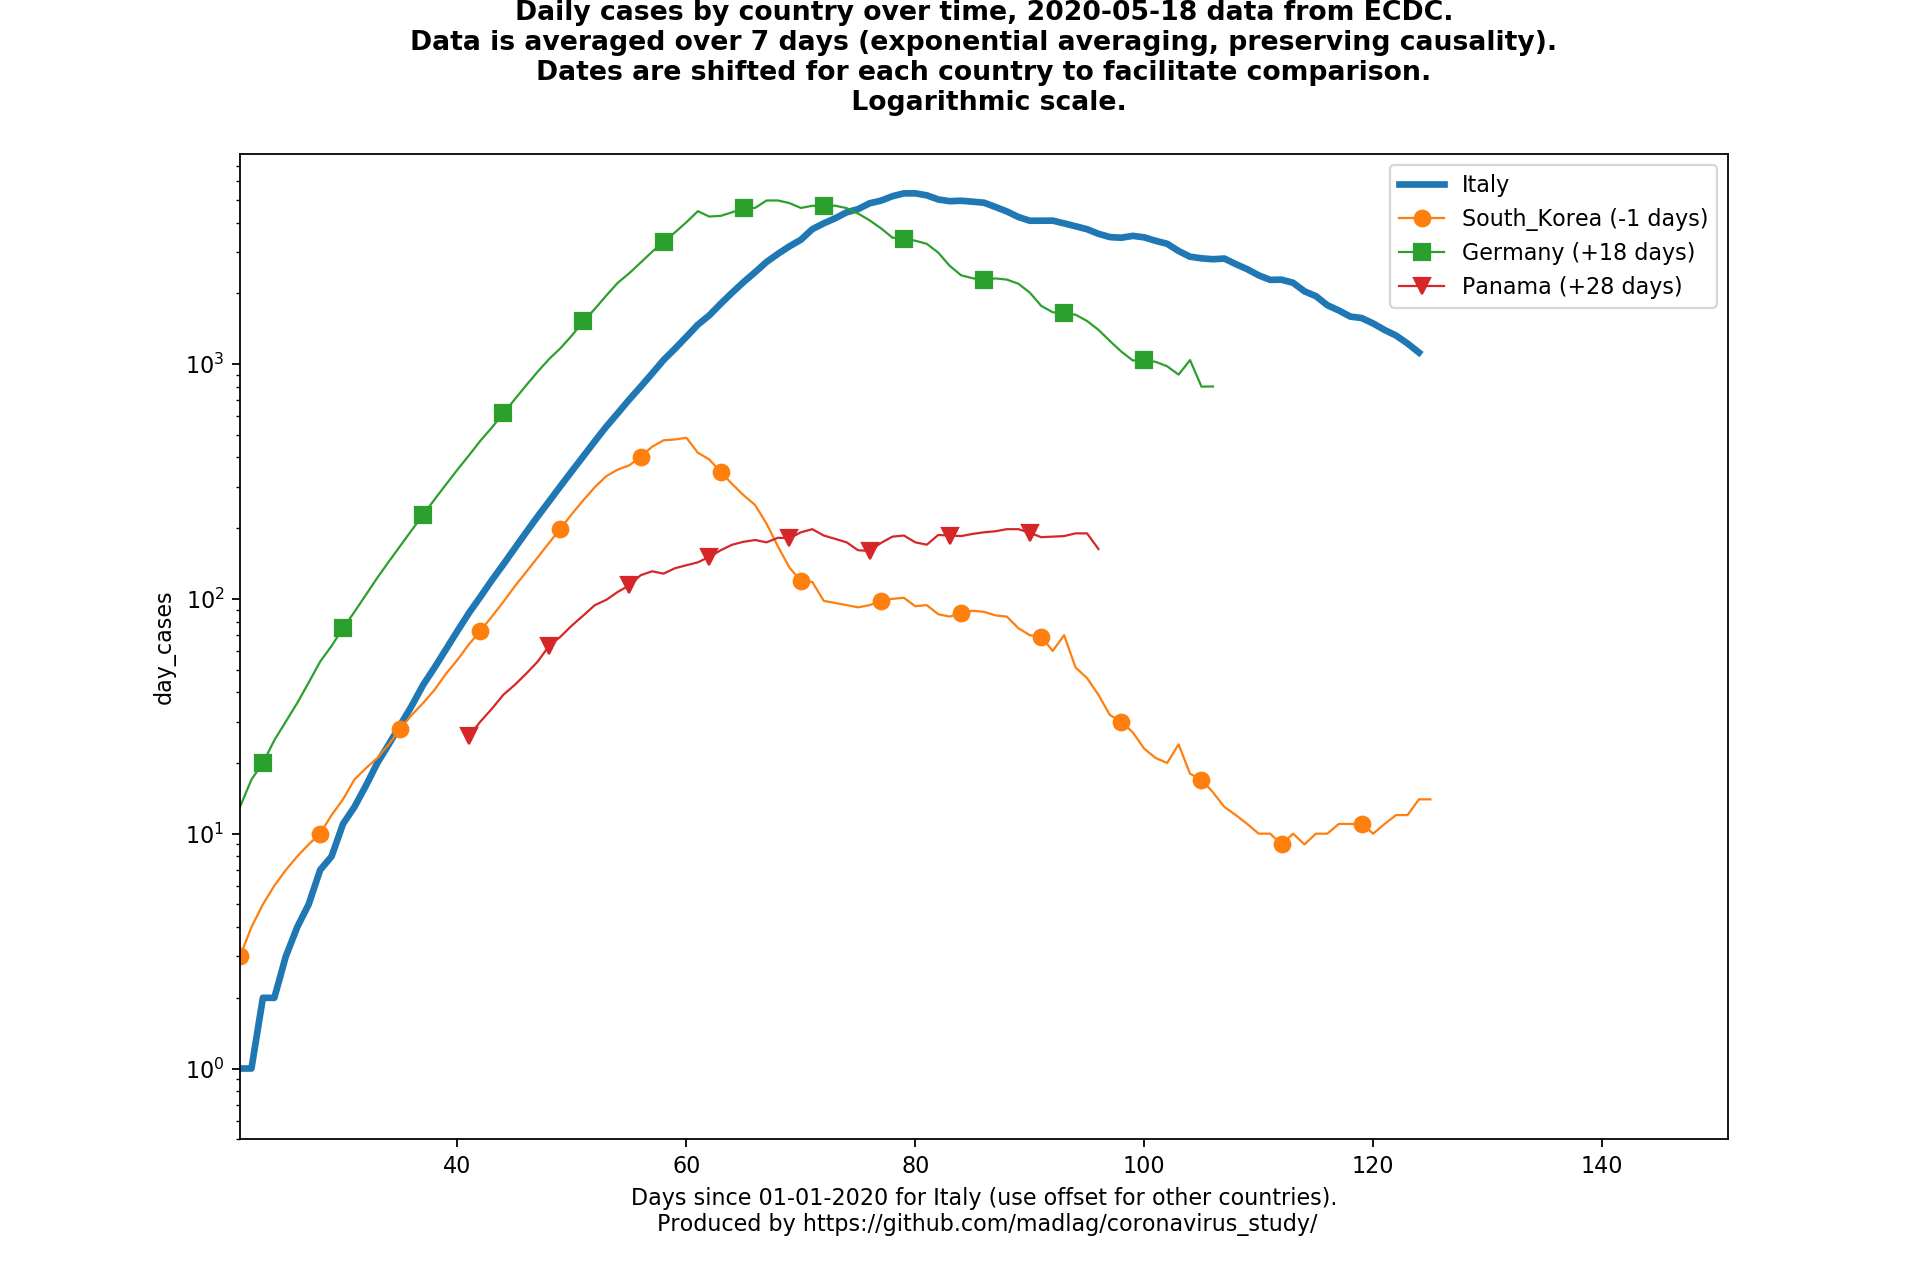 Daily cases by country over time, 2020-05-18 data from ECDC.
Data is averaged over 7 days (exponential averaging, preserving causality).
Dates are shifted for each country to facilitate comparison.
Logarithmic scale.
Italy
South_Korea (-1 days)
Germany (+18 days)
Panama (+28 days)
day_cases
10³
10²
10¹
10⁰
40 60 80 100 120 140
Days since 01-01-2020 for Italy (use offset for other countries).
Produced by https://github.com/madlag/coronavirus_study/